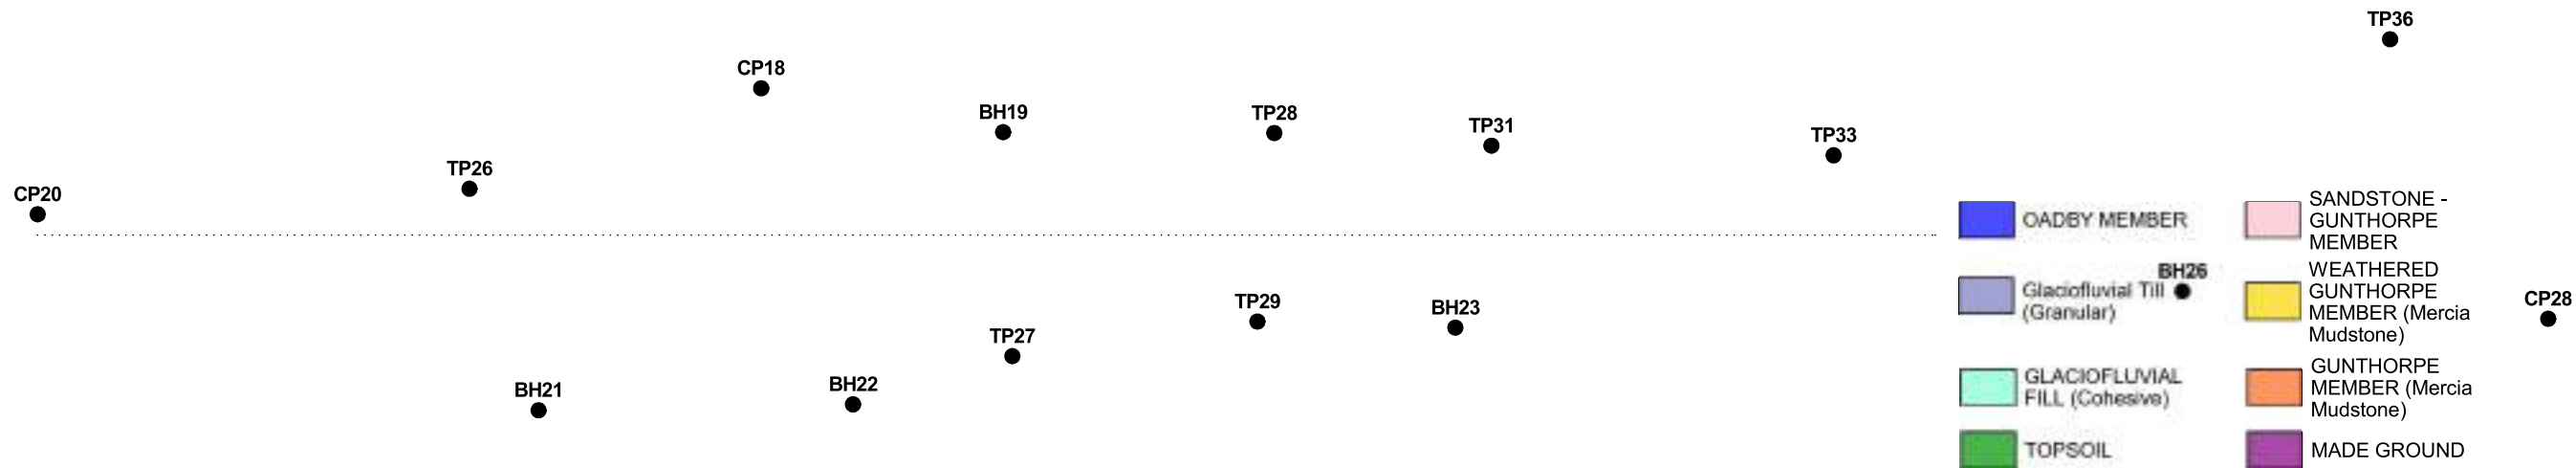 TP36
CP18
BH19
TP28
TP31
TP33
TP26
CP20
OADBY MEMBER
SANDSTONE -
GUNTHORPE
MEMBER
BH26
Glaciofluvial Till
(Granular)
WEATHERED
GUNTHORPE
MEMBER (Mercia
Mudstone)
CP28
TP29
BH23
TP27
BH21
BH22
GLACIOFLUVIAL
FILL (Cohesive)
GUNTHORPE
MEMBER (Mercia
Mudstone)
TOPSOIL
MADE GROUND